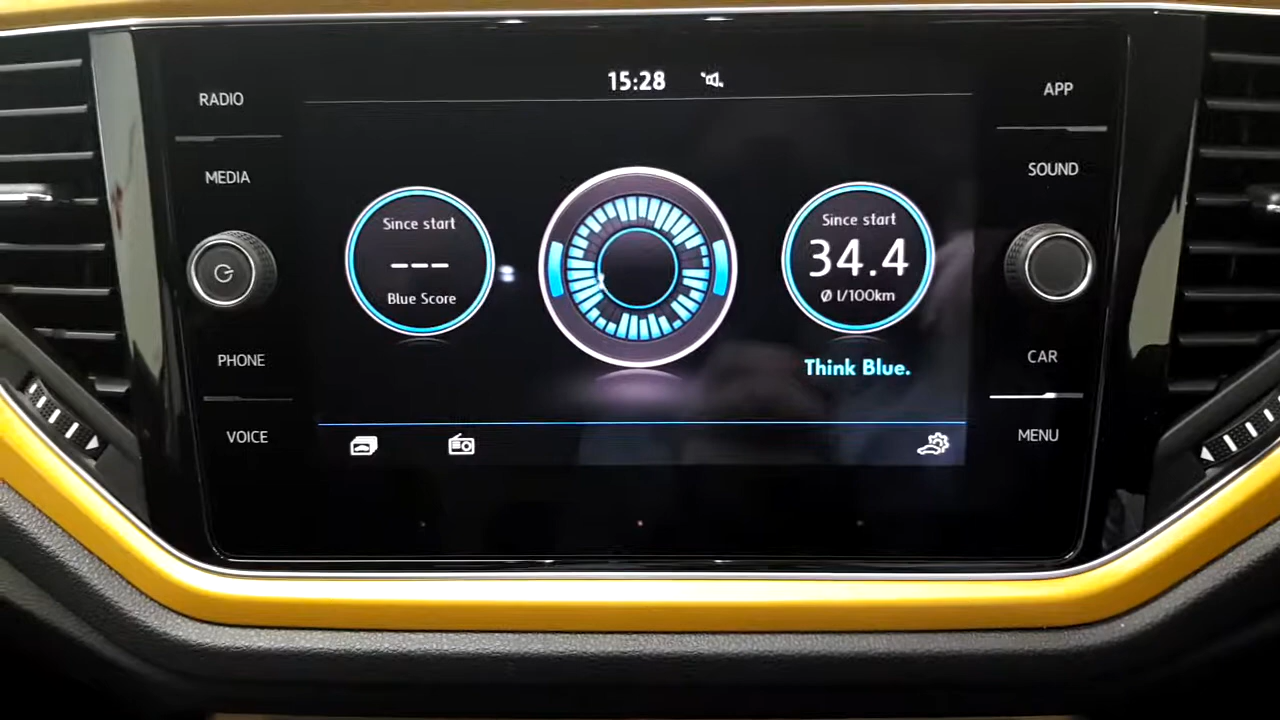 15:28
RADIO
APP
MEDIA
SOUND
Since start
---
Blue Score
Since start
34.4
Ø l/100km
Think Blue.
PHONE
CAR
VOICE
MENU